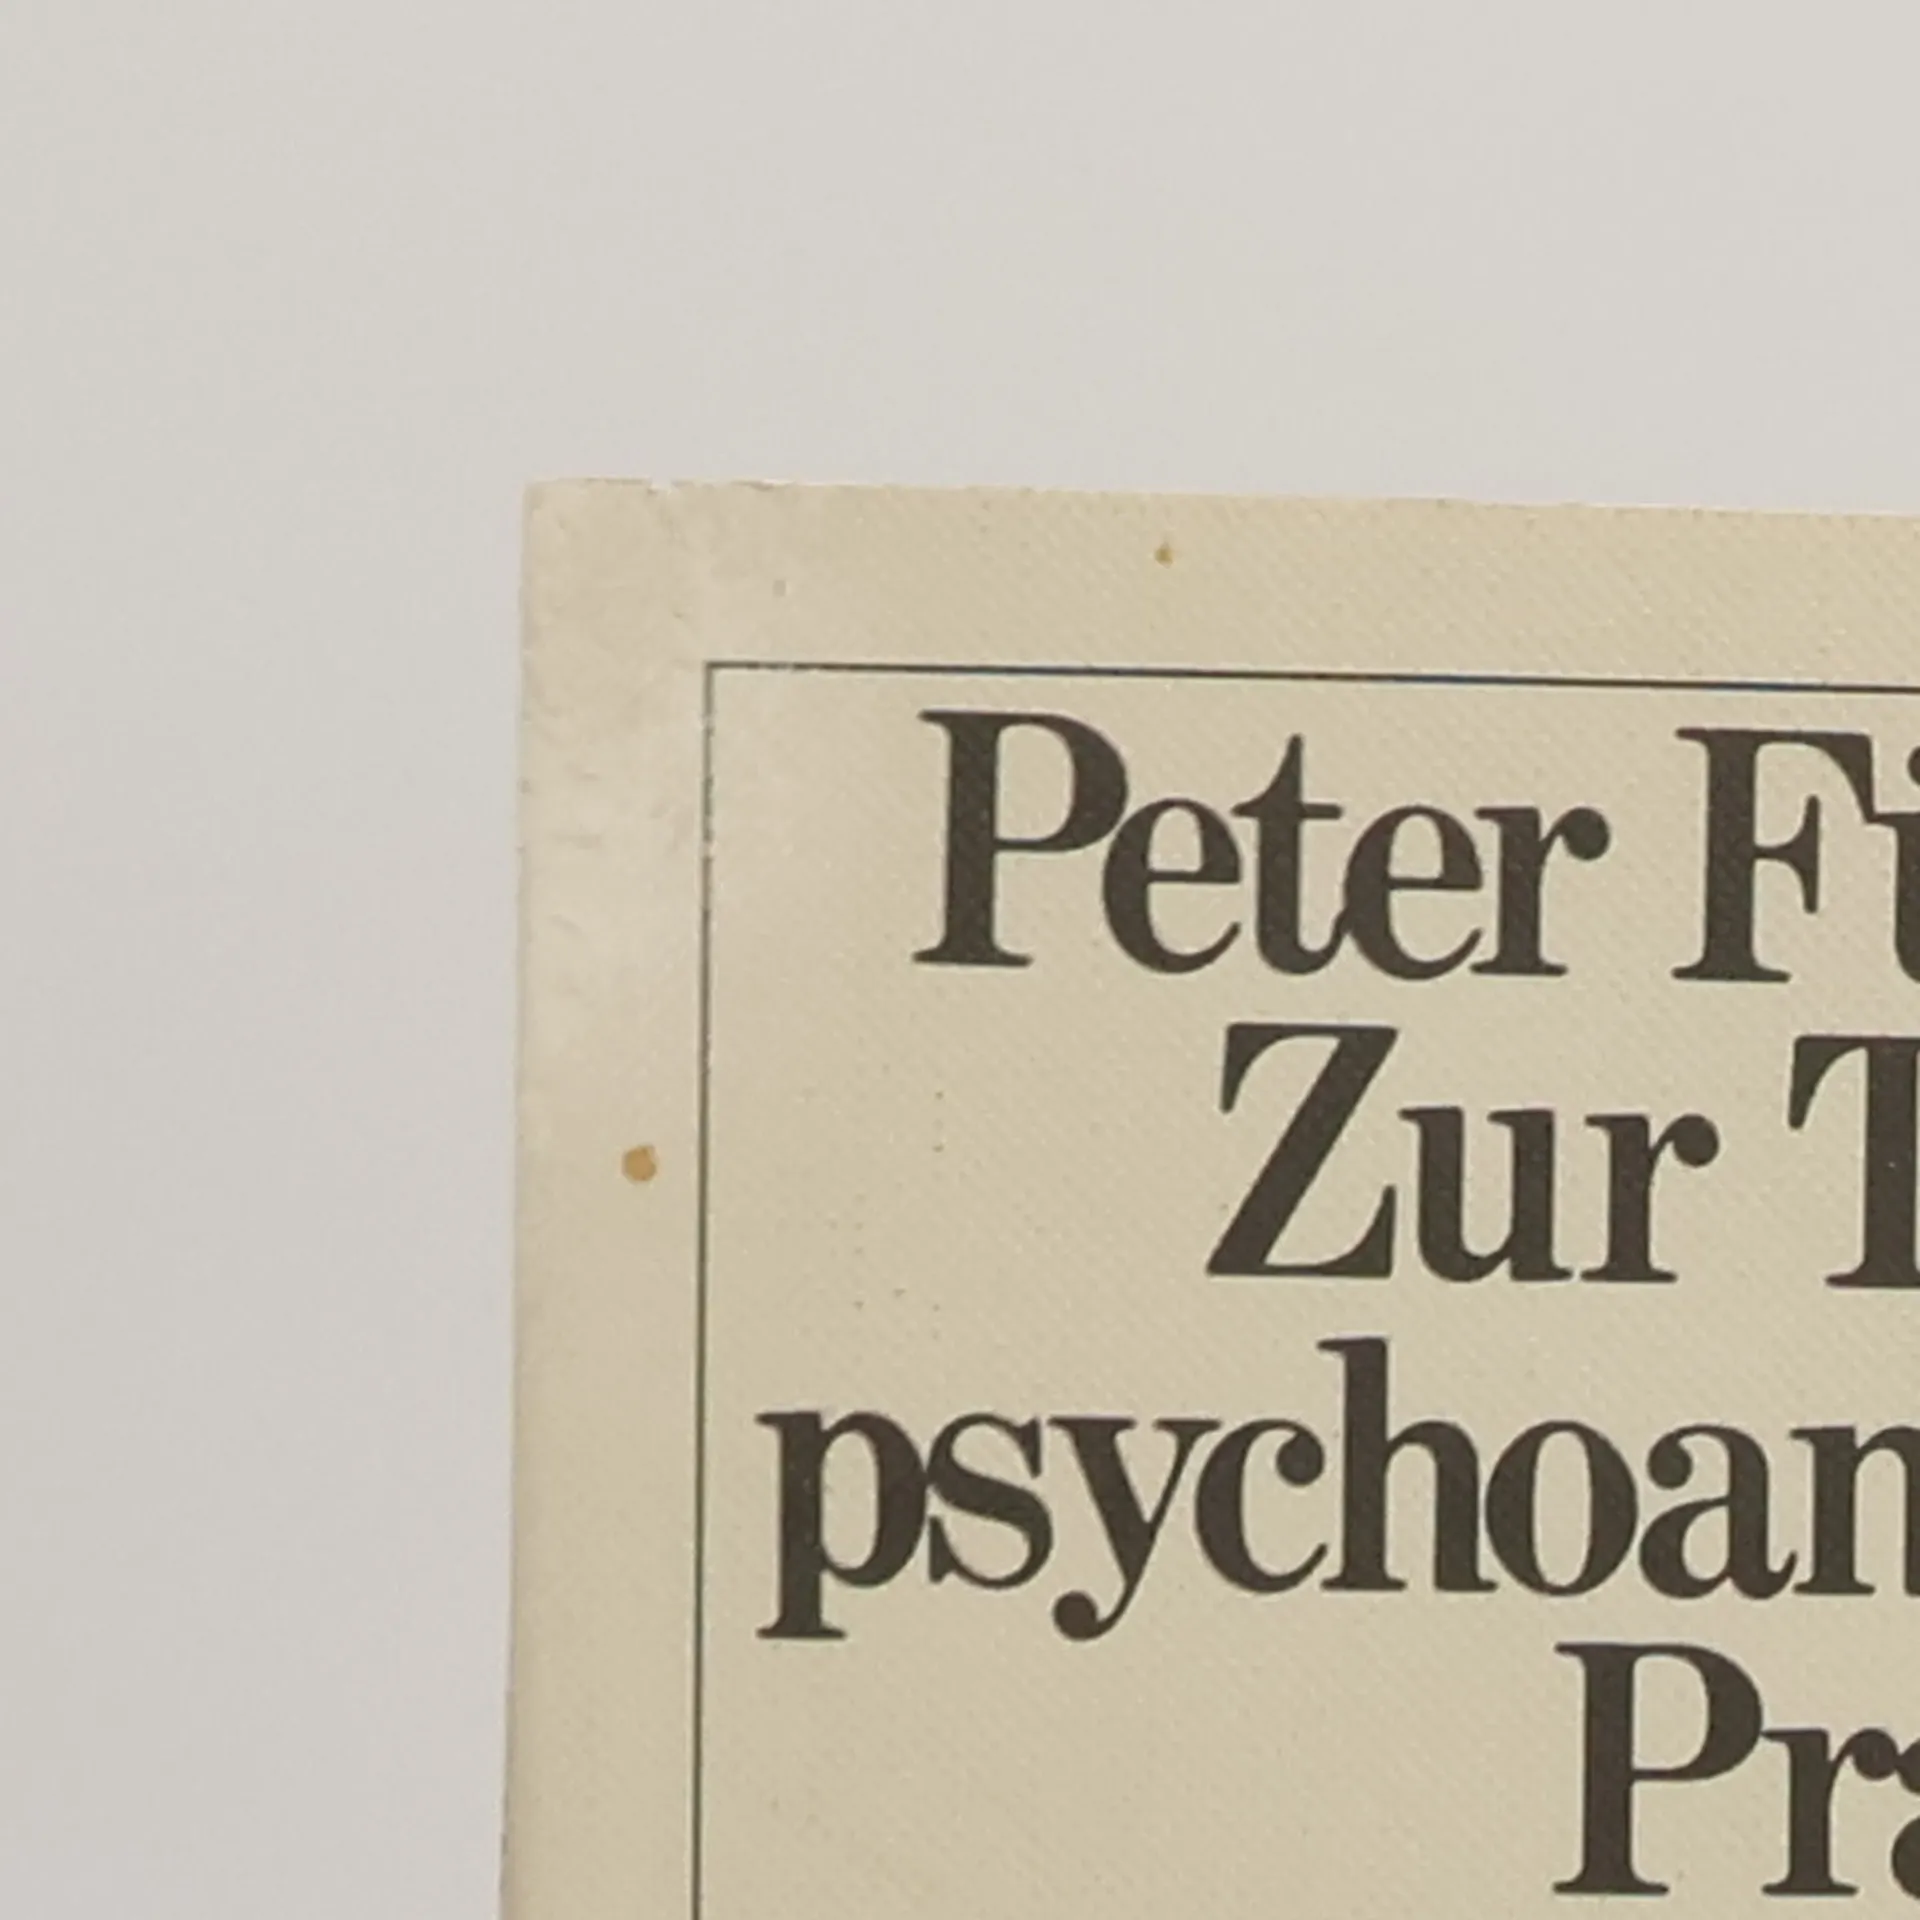 Peter Fü
Zur T
psychoan
Pra